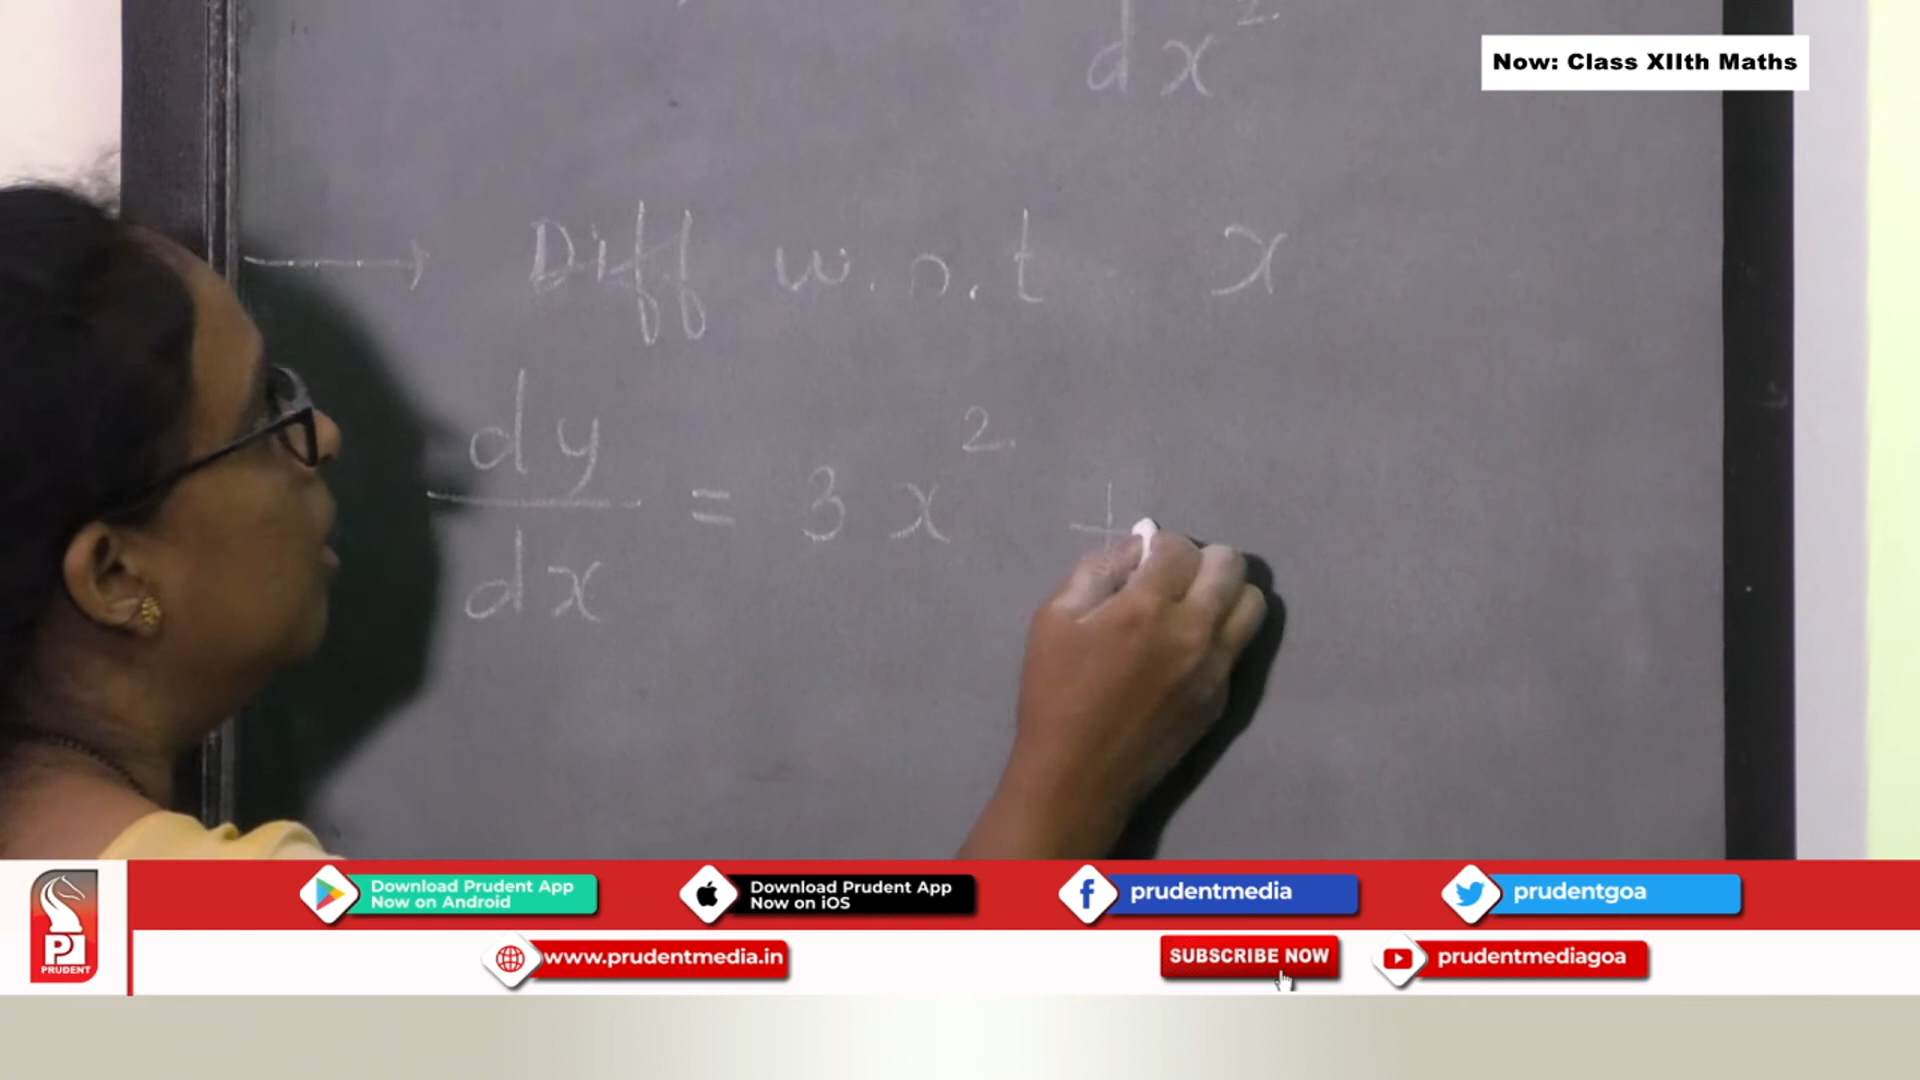 dx²
Now: Class XIIth Maths
→ Diff w.r.t x
dy/dx = 3x² +
Download Prudent App
Now on Android
Download Prudent App
Now on iOS
prudentmedia
prudentgoa
PRUDENT
www.prudentmedia.in
SUBSCRIBE NOW
prudentmediagoa